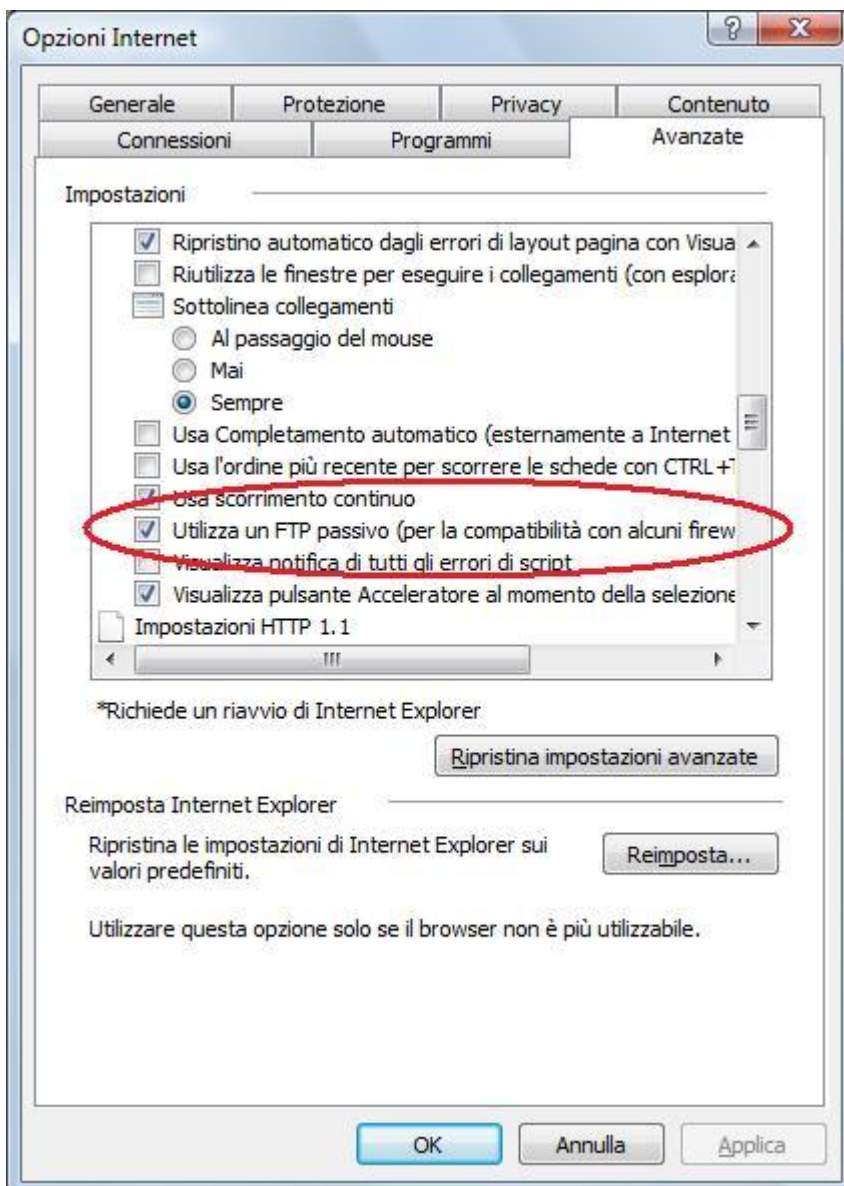 Opzioni Internet
Generale Protezione Privacy Contenuto
Connessioni Programmi Avanzate
Impostazioni
Ripristino automatico dagli errori di layout pagina con Visua
Riutilizza le finestre per eseguire i collegamenti (con esplora
Sottolinea collegamenti
Al passaggio del mouse
Mai
Sempre
Usa Completamento automatico (esternamente a Internet
Usa l'ordine più recente per scorrere le schede con CTRL+T
Usa scorrimento continuo
Utilizza un FTP passivo (per la compatibilità con alcuni firew
Visualizza notifica di tutti gli errori di script
Visualizza pulsante Acceleratore al momento della selezione
Impostazioni HTTP 1.1
*Richiede un riavvio di Internet Explorer
Ripristina impostazioni avanzate
Reimposta Internet Explorer
Ripristina le impostazioni di Internet Explorer sui
valori predefiniti.
Reimposta...
Utilizzare questa opzione solo se il browser non è più utilizzabile.
OK Annulla Applica